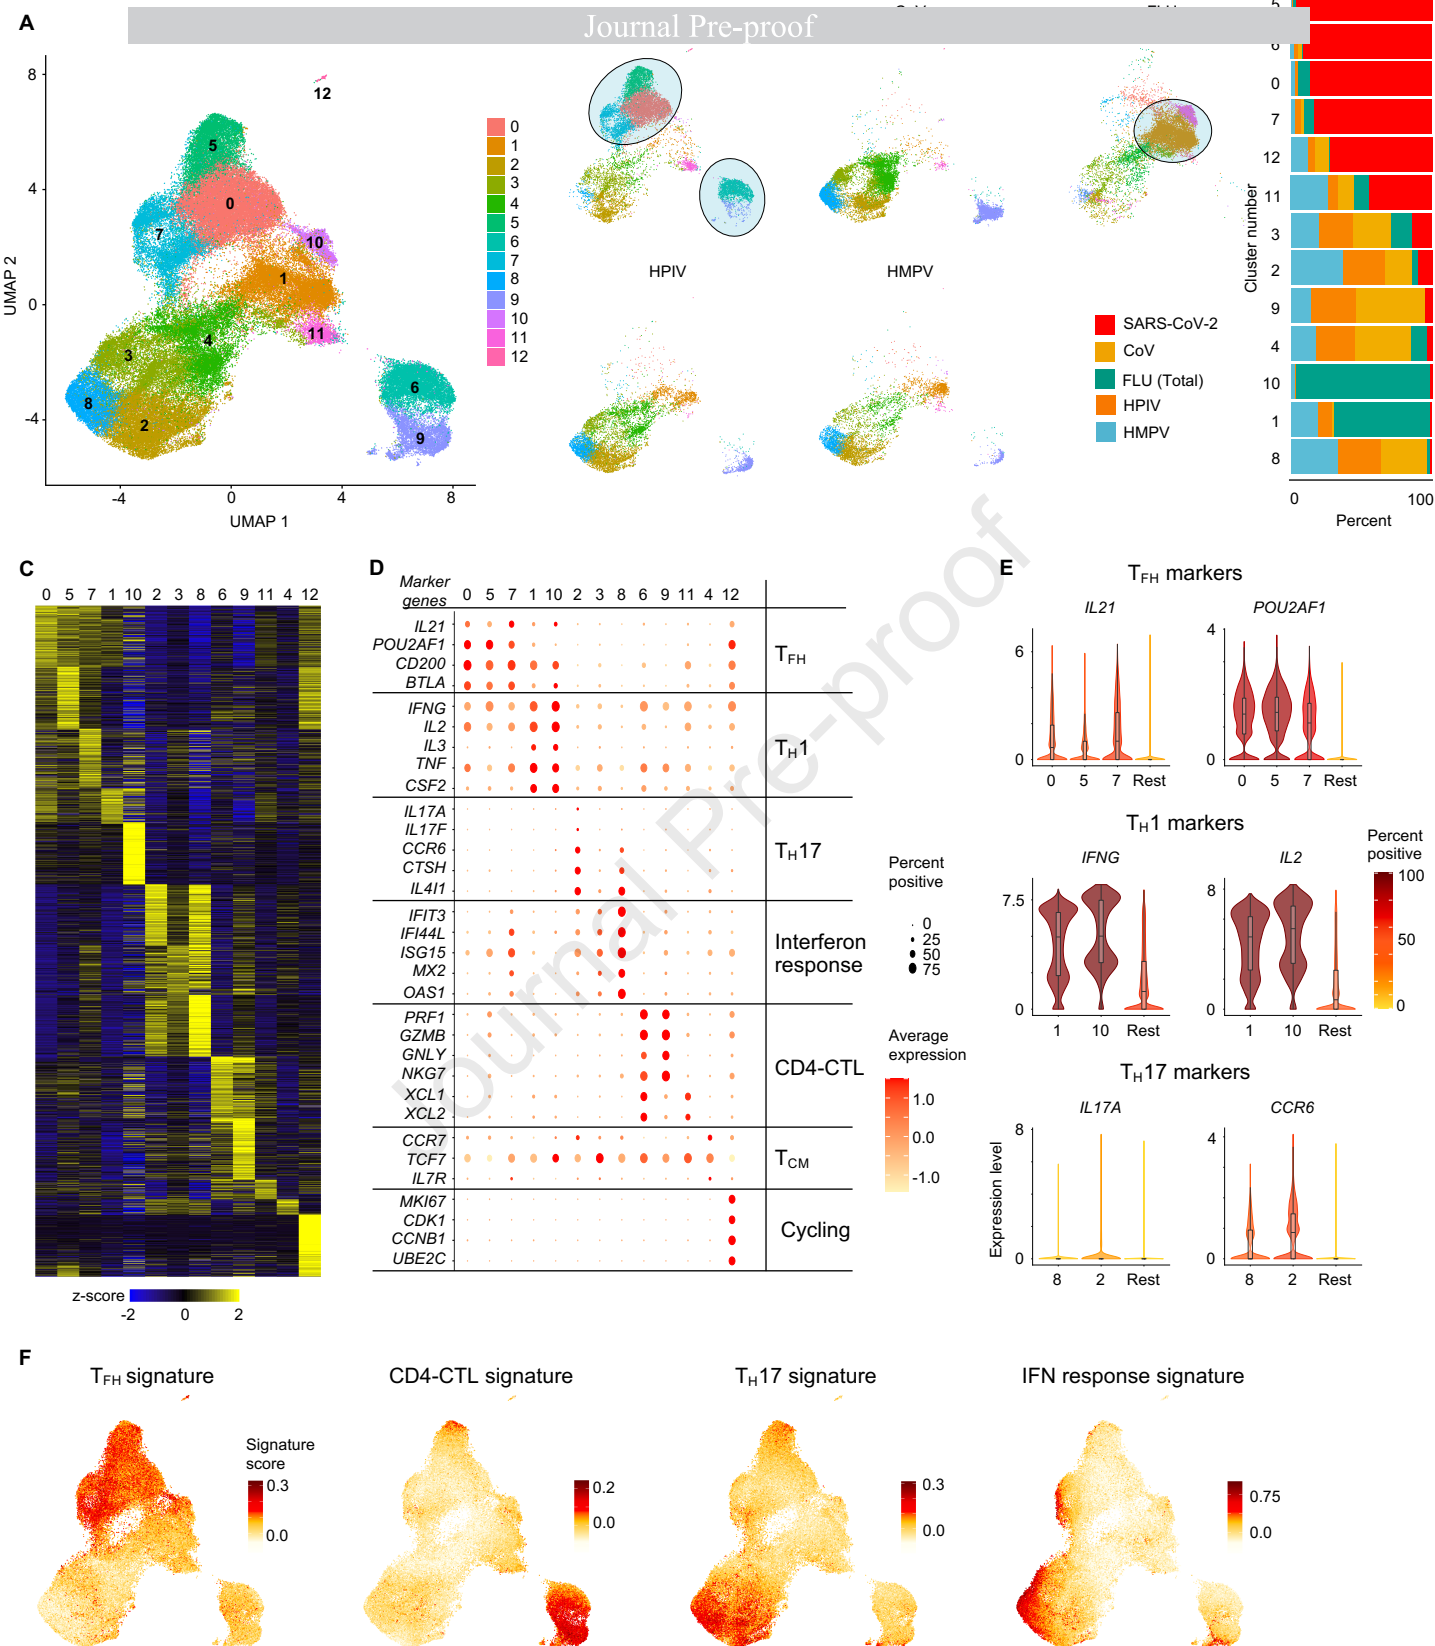 Journal Pre-proof
A
8
4
0
-4
UMAP 2
-4
0
4
8
UMAP 1
12
5
0
7
10
1
11
4
3
8
2
6
9
0
1
2
3
4
5
6
7
8
9
10
11
12
HPIV
HMPV
SARS-CoV-2
CoV
FLU (Total)
HPIV
HMPV
Cluster number
5
6
0
7
12
11
3
2
9
4
10
1
8
0
100
Percent
Journal Pre-proof
C
0 5 7 1 10 2 3 8 6 9 11 4 12
z-score
-2
0
2
D
Marker
genes
0 5 7 1 10 2 3 8 6 9 11 4 12
IL21
POU2AF1
CD200
BTLA
TFH
IFNG
IL2
IL3
TNF
CSF2
TH1
IL17A
IL17F
CCR6
CTSH
IL4I1
TH17
IFIT3
IFI44L
ISG15
MX2
OAS1
Interferon
response
PRF1
GZMB
GNLY
NKG7
XCL1
XCL2
CD4-CTL
CCR7
TCF7
IL7R
TCM
MKI67
CDK1
CCNB1
UBE2C
Cycling
Percent
positive
0
25
50
75
Average
expression
1.0
0.0
-1.0
E
TFH markers
IL21
6
0
0 5 7 Rest
POU2AF1
4
0
0 5 7 Rest
TH1 markers
IFNG
7.5
0
1 10 Rest
IL2
8
0
1 10 Rest
Percent
positive
100
50
0
TH17 markers
IL17A
8
0
Expression level
8 2 Rest
CCR6
4
0
8 2 Rest
F
TFH signature
Signature
score
0.3
0.0
CD4-CTL signature
0.2
0.0
TH17 signature
0.3
0.0
IFN response signature
0.75
0.0